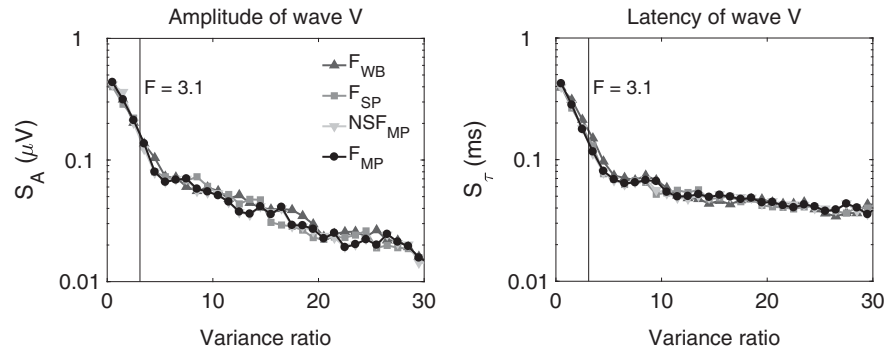 Amplitude of wave V
1
F = 3.1
F_WB
F_SP
NSF_MP
F_MP
0.1
0.01
S_A (μV)
0
10
20
30
Variance ratio
Latency of wave V
1
F = 3.1
0.1
0.01
S_τ (ms)
0
10
20
30
Variance ratio